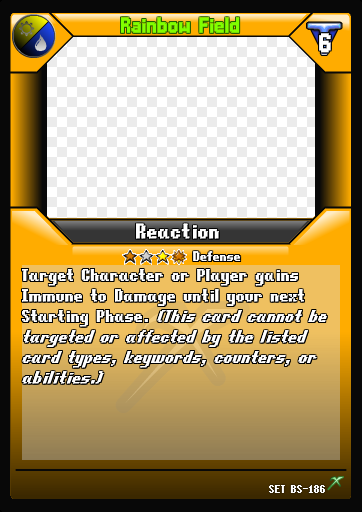 Rainbow Field
6
Reaction
Defense
Target Character or Player gains
Immune to Damage until your next
Starting Phase. (This card cannot be
targeted or affected by the listed
card types, keywords, counters, or
abilities.)
SET BS-186